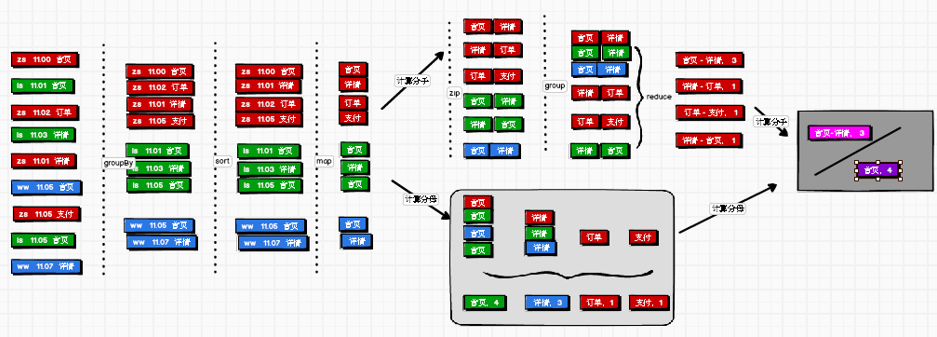 zs 11.00 首页
ls 11.01 首页
zs 11.02 订单
ls 11.03 详情
zs 11.01 详情
ww 11.05 首页
zs 11.05 支付
ls 11.05 首页
ww 11.07 详情
groupBy
zs 11.00 首页
zs 11.02 订单
zs 11.01 详情
zs 11.05 支付
ls 11.01 首页
ls 11.03 详情
ls 11.05 首页
ww 11.05 首页
ww 11.07 详情
sort
zs 11.00 首页
zs 11.01 详情
zs 11.02 订单
zs 11.05 支付
ls 11.01 首页
ls 11.03 详情
ls 11.05 首页
ww 11.05 首页
ww 11.07 详情
map
首页
详情
订单
支付
首页
详情
首页
首页
详情
计算分子
zip
首页 详情
详情 订单
订单 支付
首页 详情
详情 首页
首页 详情
group
首页 详情
首页 详情
首页 详情
详情 订单
订单 支付
详情 首页
reduce
首页-详情, 3
详情-订单, 1
订单-支付, 1
详情-首页, 1
计算分子
计算分母
首页
首页
首页
首页
详情
详情
详情
订单
支付
首页, 4
详情, 3
订单, 1
支付, 1
计算分母
首页-详情, 3
首页, 4